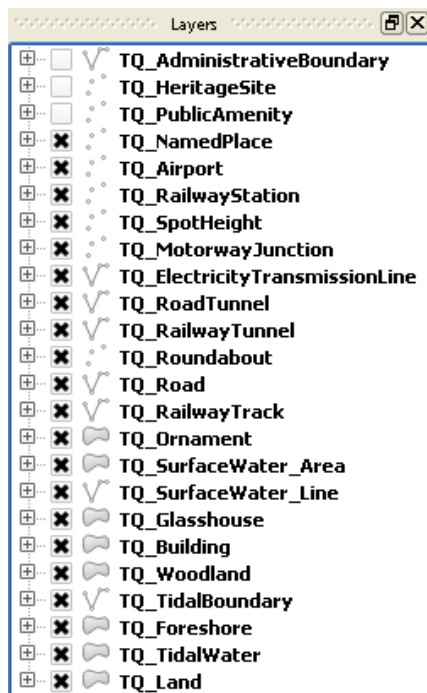 Layers
TQ_AdministrativeBoundary
TQ_HeritageSite
TQ_PublicAmenity
TQ_NamedPlace
TQ_Airport
TQ_RailwayStation
TQ_SpotHeight
TQ_MotorwayJunction
TQ_ElectricityTransmissionLine
TQ_RoadTunnel
TQ_RailwayTunnel
TQ_Roundabout
TQ_Road
TQ_RailwayTrack
TQ_Ornament
TQ_SurfaceWater_Area
TQ_SurfaceWater_Line
TQ_Glasshouse
TQ_Building
TQ_Woodland
TQ_TidalBoundary
TQ_Foreshore
TQ_TidalWater
TQ_Land